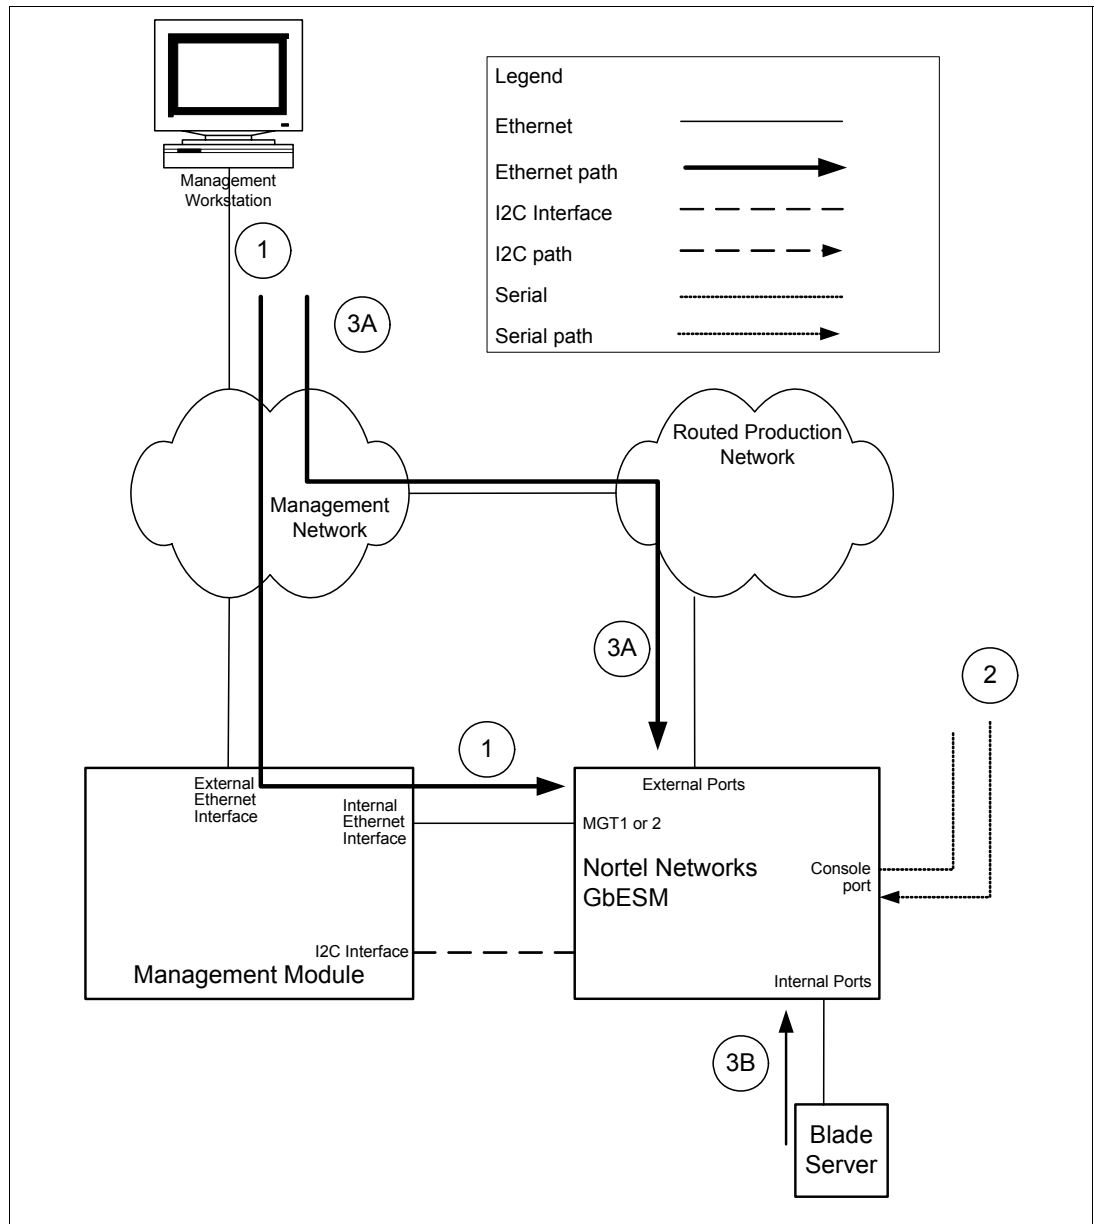 Legend
Ethernet
Ethernet path
I2C Interface
I2C path
Serial
Serial path
Management
Workstation
1
3A
Routed Production
Network
Management
Network
3A
2
1
External
Ethernet
Interface
Internal
Ethernet
Interface
I2C Interface
Management Module
External Ports
MGT1 or 2
Nortel Networks
GbESM
Console
port
Internal Ports
3B
Blade
Server